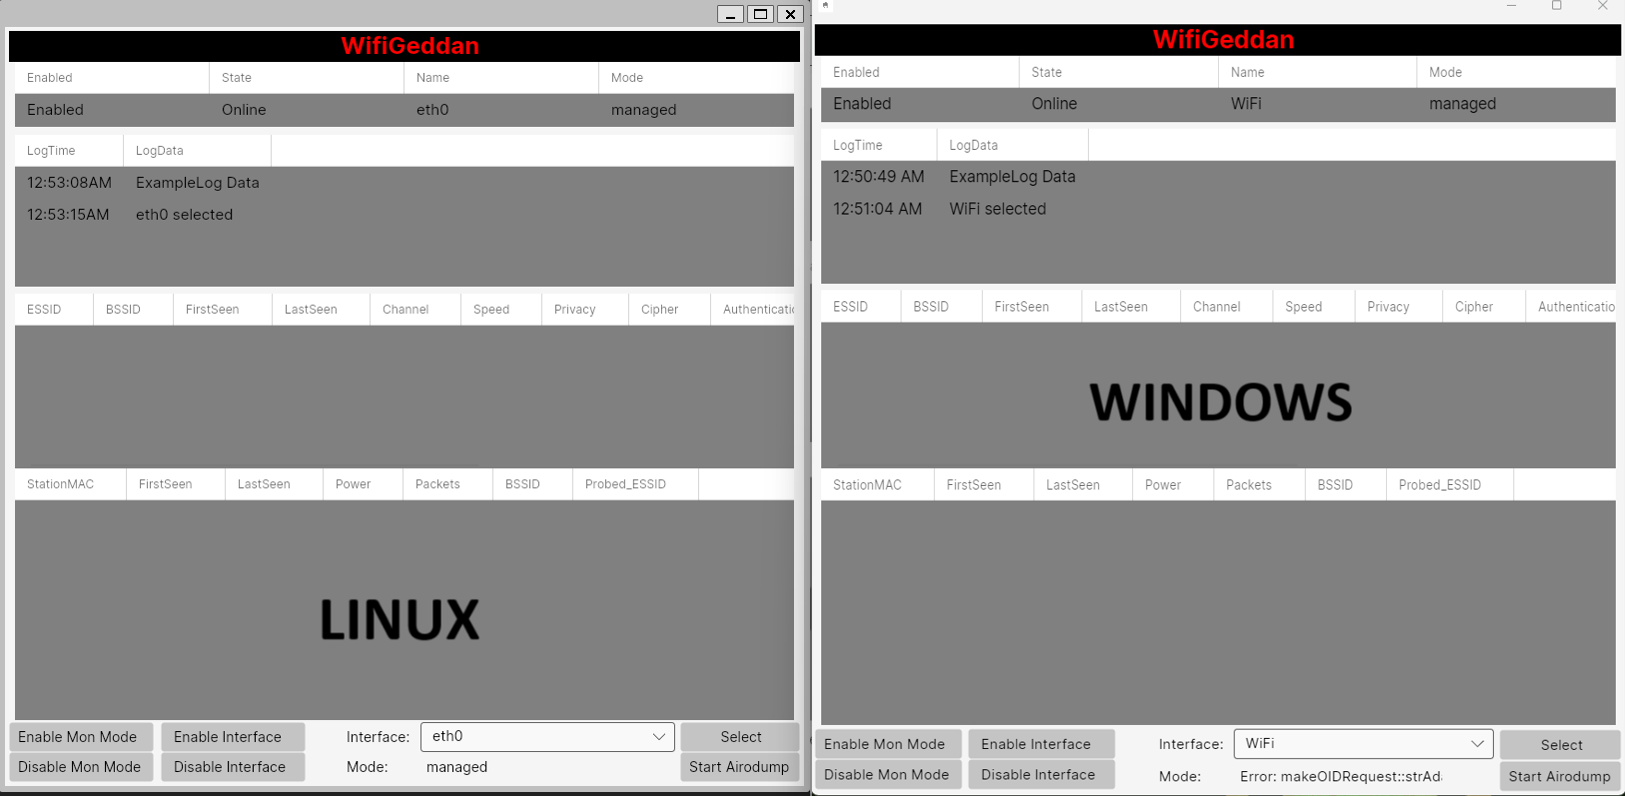 WifiGeddan
Enabled State Name Mode
Enabled Online eth0 managed
LogTime LogData
12:53:08AM ExampleLog Data
12:53:15AM eth0 selected
ESSID BSSID FirstSeen LastSeen Channel Speed Privacy Cipher Authenticatio
StationMAC FirstSeen LastSeen Power Packets BSSID Probed_ESSID
LINUX
Enable Mon Mode Enable Interface Interface: eth0 Select
Disable Mon Mode Disable Interface Mode: managed Start Airodump
WifiGeddan
Enabled State Name Mode
Enabled Online WiFi managed
LogTime LogData
12:50:49 AM ExampleLog Data
12:51:04 AM WiFi selected
ESSID BSSID FirstSeen LastSeen Channel Speed Privacy Cipher Authenticatio
WINDOWS
StationMAC FirstSeen LastSeen Power Packets BSSID Probed_ESSID
Enable Mon Mode Enable Interface Interface: WiFi Select
Disable Mon Mode Disable Interface Mode: Error: makeOIDRequest::strAd Start Airodump